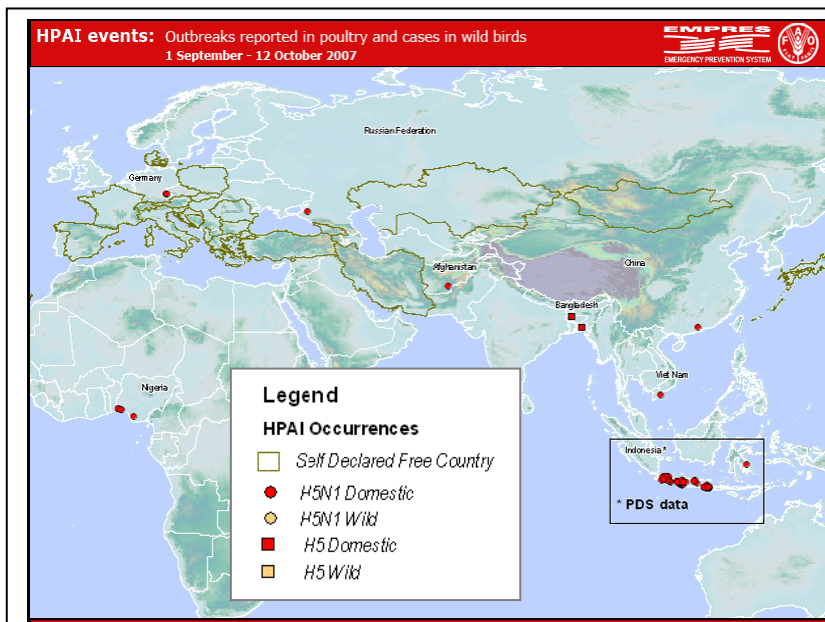 HPAI events: Outbreaks reported in poultry and cases in wild birds
1 September - 12 October 2007
EMPRES
EMERGENCY PREVENTION SYSTEM
F A O
FIAT PANIS
Russian Federation
Germany
Afghanistan
China
Bangladesh
Viet Nam
Nigeria
Indonesia *
* PDS data
Legend
HPAI Occurrences
Self Declared Free Country
H5N1 Domestic
H5N1 Wild
H5 Domestic
H5 Wild